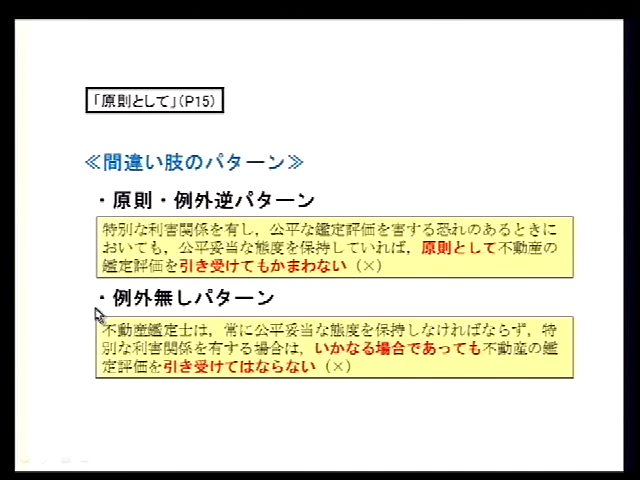 「原則として」(P15)
≪間違い肢のパターン≫
・原則・例外逆パターン
特別な利害関係を有し，公平な鑑定評価を害する恐れのあるときに
おいても，公平妥当な態度を保持していれば，原則として不動産の
鑑定評価を引き受けてもかまわない（×）
・例外無しパターン
不動産鑑定士は，常に公平妥当な態度を保持しなければならず，特
別な利害関係を有する場合は，いかなる場合であっても不動産の鑑
定評価を引き受けてはならない（×）